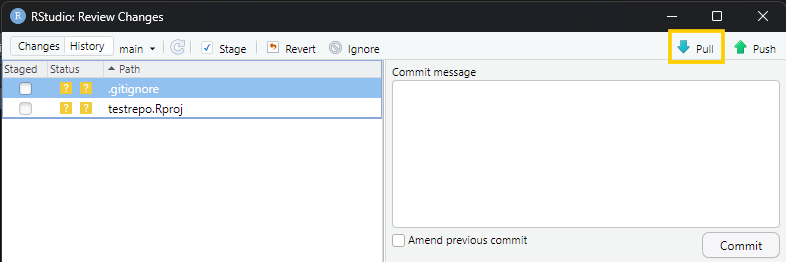 R RStudio: Review Changes
Changes History main Stage Revert Ignore Pull Push
Staged Status Path
? ? .gitignore
? ? testrepo.Rproj
Commit message
Amend previous commit
Commit